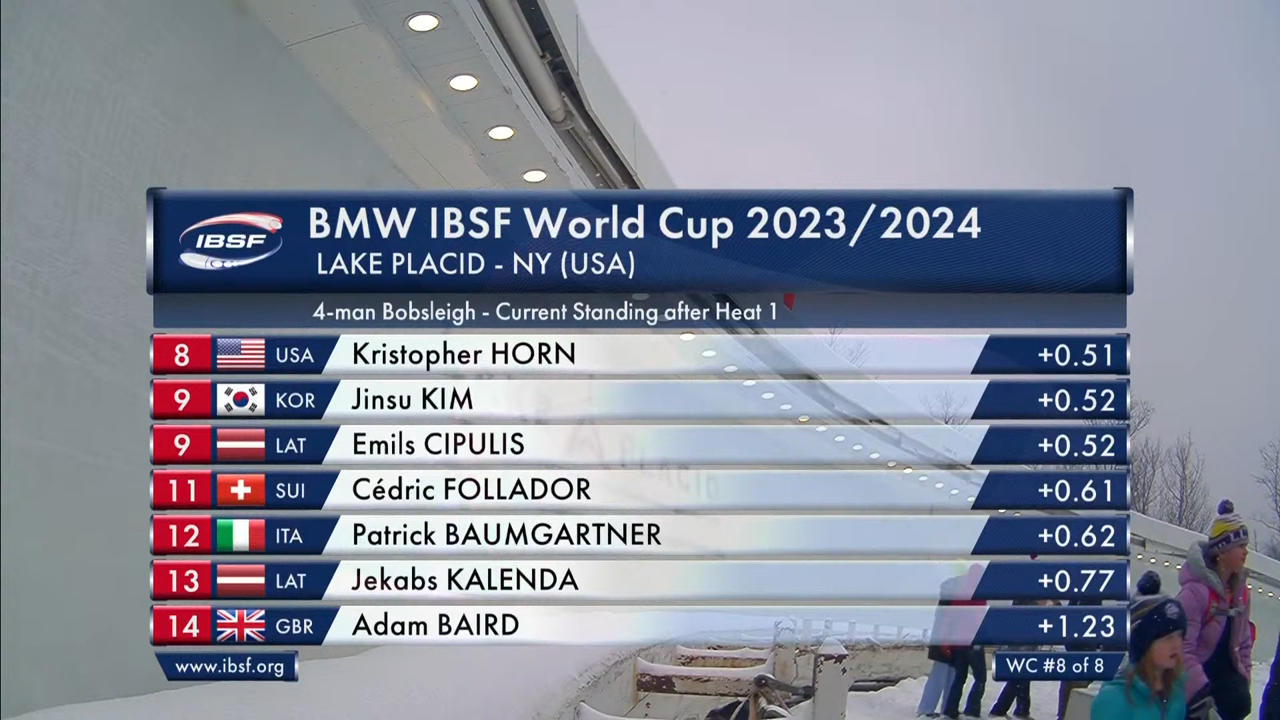 IBSF
BMW IBSF World Cup 2023/2024
LAKE PLACID - NY (USA)
4-man Bobsleigh - Current Standing after Heat 1
8 USA Kristopher HORN +0.51
9 KOR Jinsu KIM +0.52
9 LAT Emils CIPULIS +0.52
11 SUI Cédric FOLLADOR +0.61
12 ITA Patrick BAUMGARTNER +0.62
13 LAT Jekabs KALENDA +0.77
14 GBR Adam BAIRD +1.23
www.ibsf.org WC #8 of 8